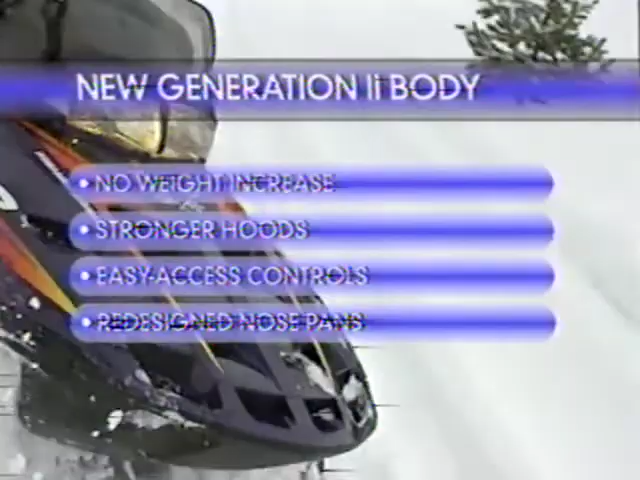 NEW GENERATION Ii BODY
• NO WEIGHT INCREASE
• STRONGER HOODS
• EASY-ACCESS CONTROLS
• REDESIGNED NOSE PANS